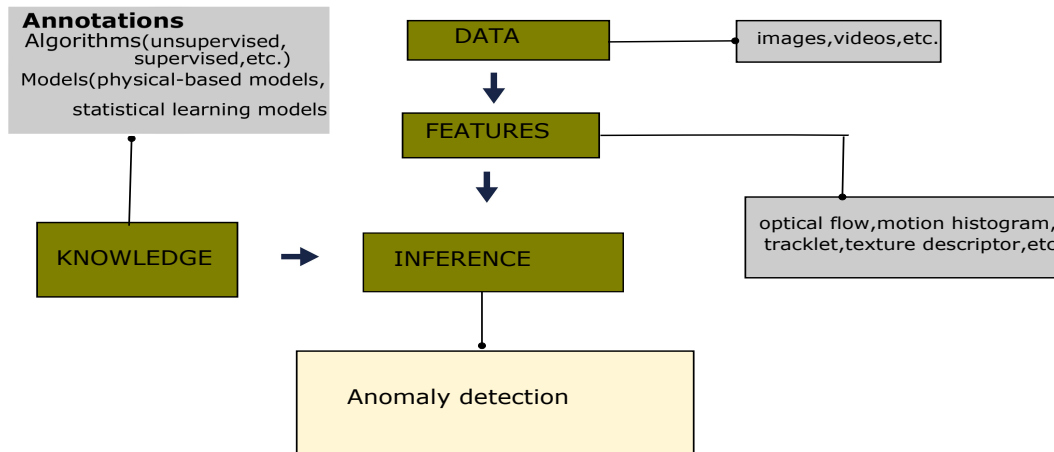 Annotations
Algorithms(unsupervised,
supervised,etc.)
Models(physical-based models,
statistical learning models
DATA
images,videos,etc.
FEATURES
optical flow,motion histogram,
tracklet,texture descriptor,etc
KNOWLEDGE
INFERENCE
Anomaly detection